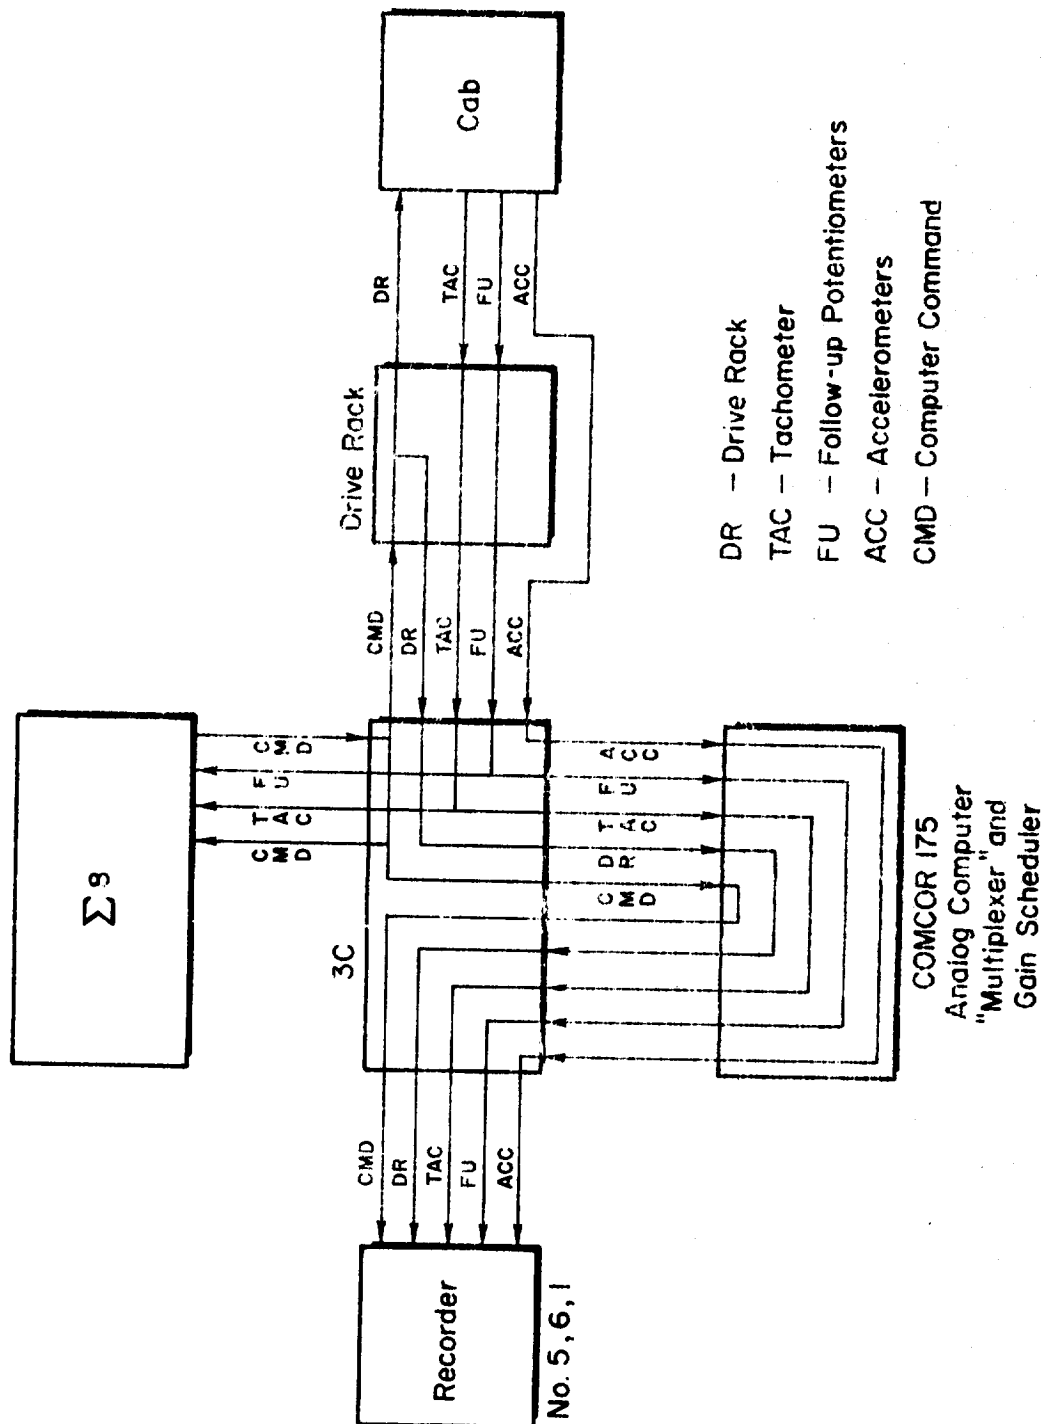 Σ 9
CMD
TAC
FU
CMD
Recorder
No. 5, 6, 1
CMD
DR
TAC
FU
ACC
3C
CMD
DR
TAC
FU
ACC
CMD
DR
TAC
FU
ACC
Drive Rack
DR
TAC
FU
ACC
Cab
COMCOR 175
Analog Computer
"Multiplexer" and
Gain Scheduler
DR – Drive Rack
TAC – Tachometer
FU – Follow-up Potentiometers
ACC – Accelerometers
CMD – Computer Command